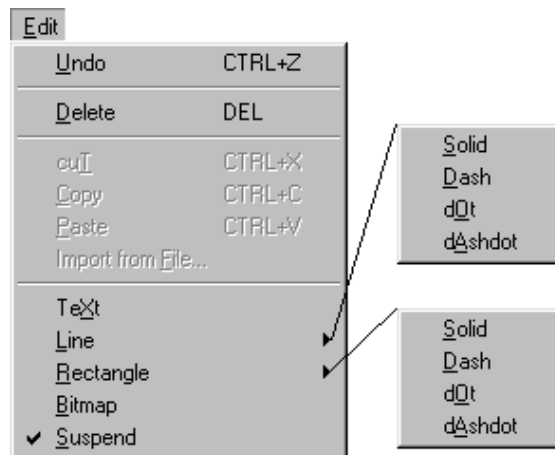 Edit
Undo CTRL+Z
Delete DEL
cuT CTRL+X
Copy CTRL+C
Paste CTRL+V
Import from File...
TeXt
Line
Rectangle
Bitmap
Suspend
Solid
Dash
dOt
dAshdot
Solid
Dash
dOt
dAshdot